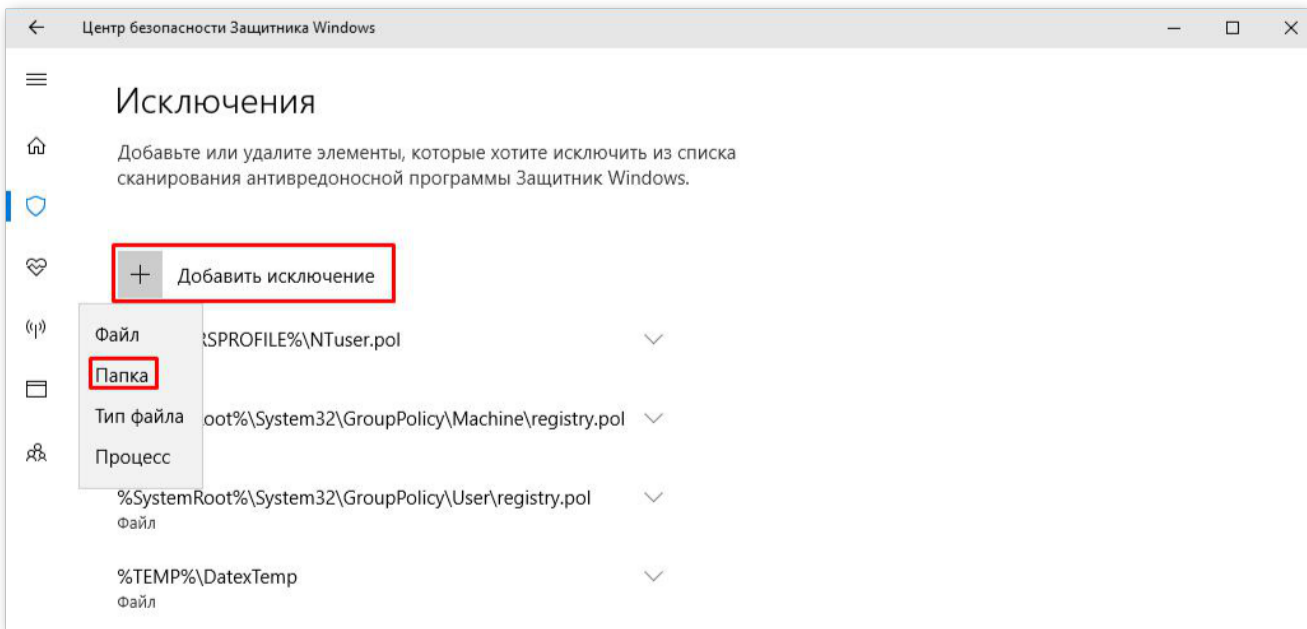 Центр безопасности Защитника Windows
Исключения
Добавьте или удалите элементы, которые хотите исключить из списка
сканирования антивредоносной программы Защитник Windows.
Добавить исключение
Файл
RSPROFILE%\NTuser.pol
Папка
Тип файла
oot%\System32\GroupPolicy\Machine\registry.pol
Процесс
%SystemRoot%\System32\GroupPolicy\User\registry.pol
Файл
%TEMP%\DatexTemp
Файл